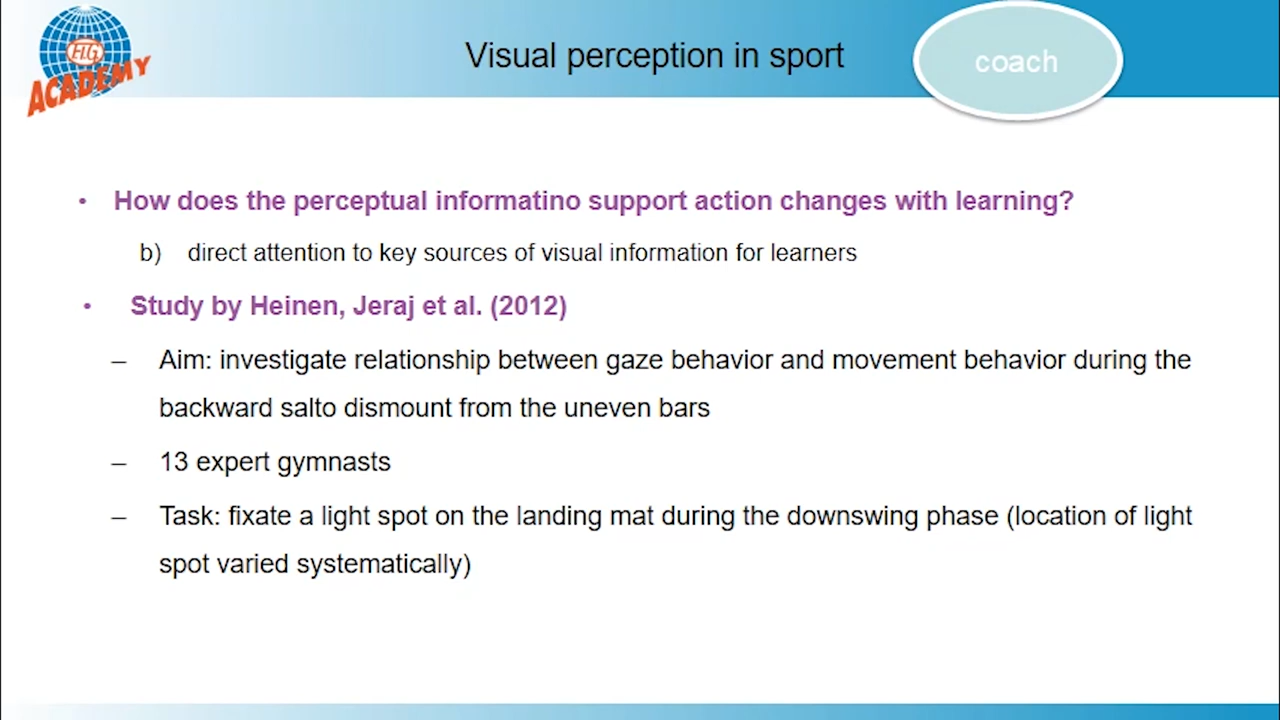 FIG
ACADEMY
Visual perception in sport
coach
• How does the perceptual informatino support action changes with learning?
b) direct attention to key sources of visual information for learners
• Study by Heinen, Jeraj et al. (2012)
– Aim: investigate relationship between gaze behavior and movement behavior during the
backward salto dismount from the uneven bars
– 13 expert gymnasts
– Task: fixate a light spot on the landing mat during the downswing phase (location of light
spot varied systematically)